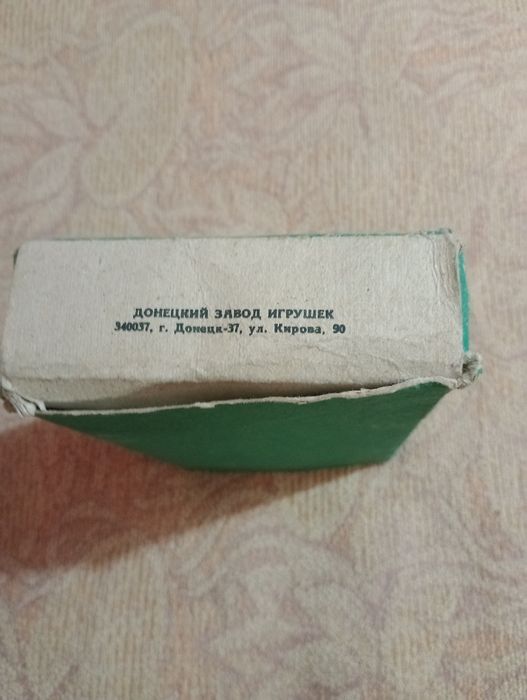 ДОНЕЦКИЙ ЗАВОД ИГРУШЕК
340037, г. Донецк-37, ул. Кирова, 90